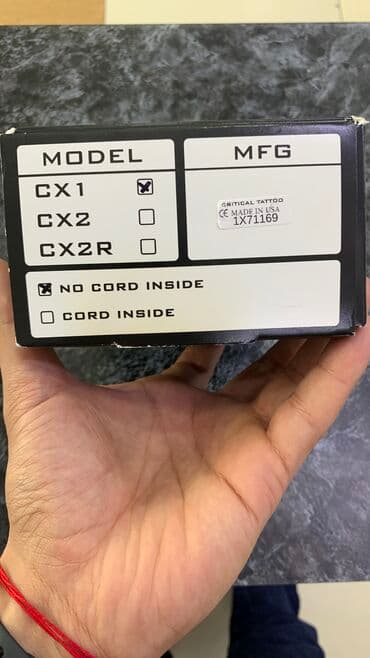 MODEL
CX1
CX2
CX2R
MFG
CRITICAL TATTOO
CE MADE IN USA
1X71169
NO CORD INSIDE
CORD INSIDE